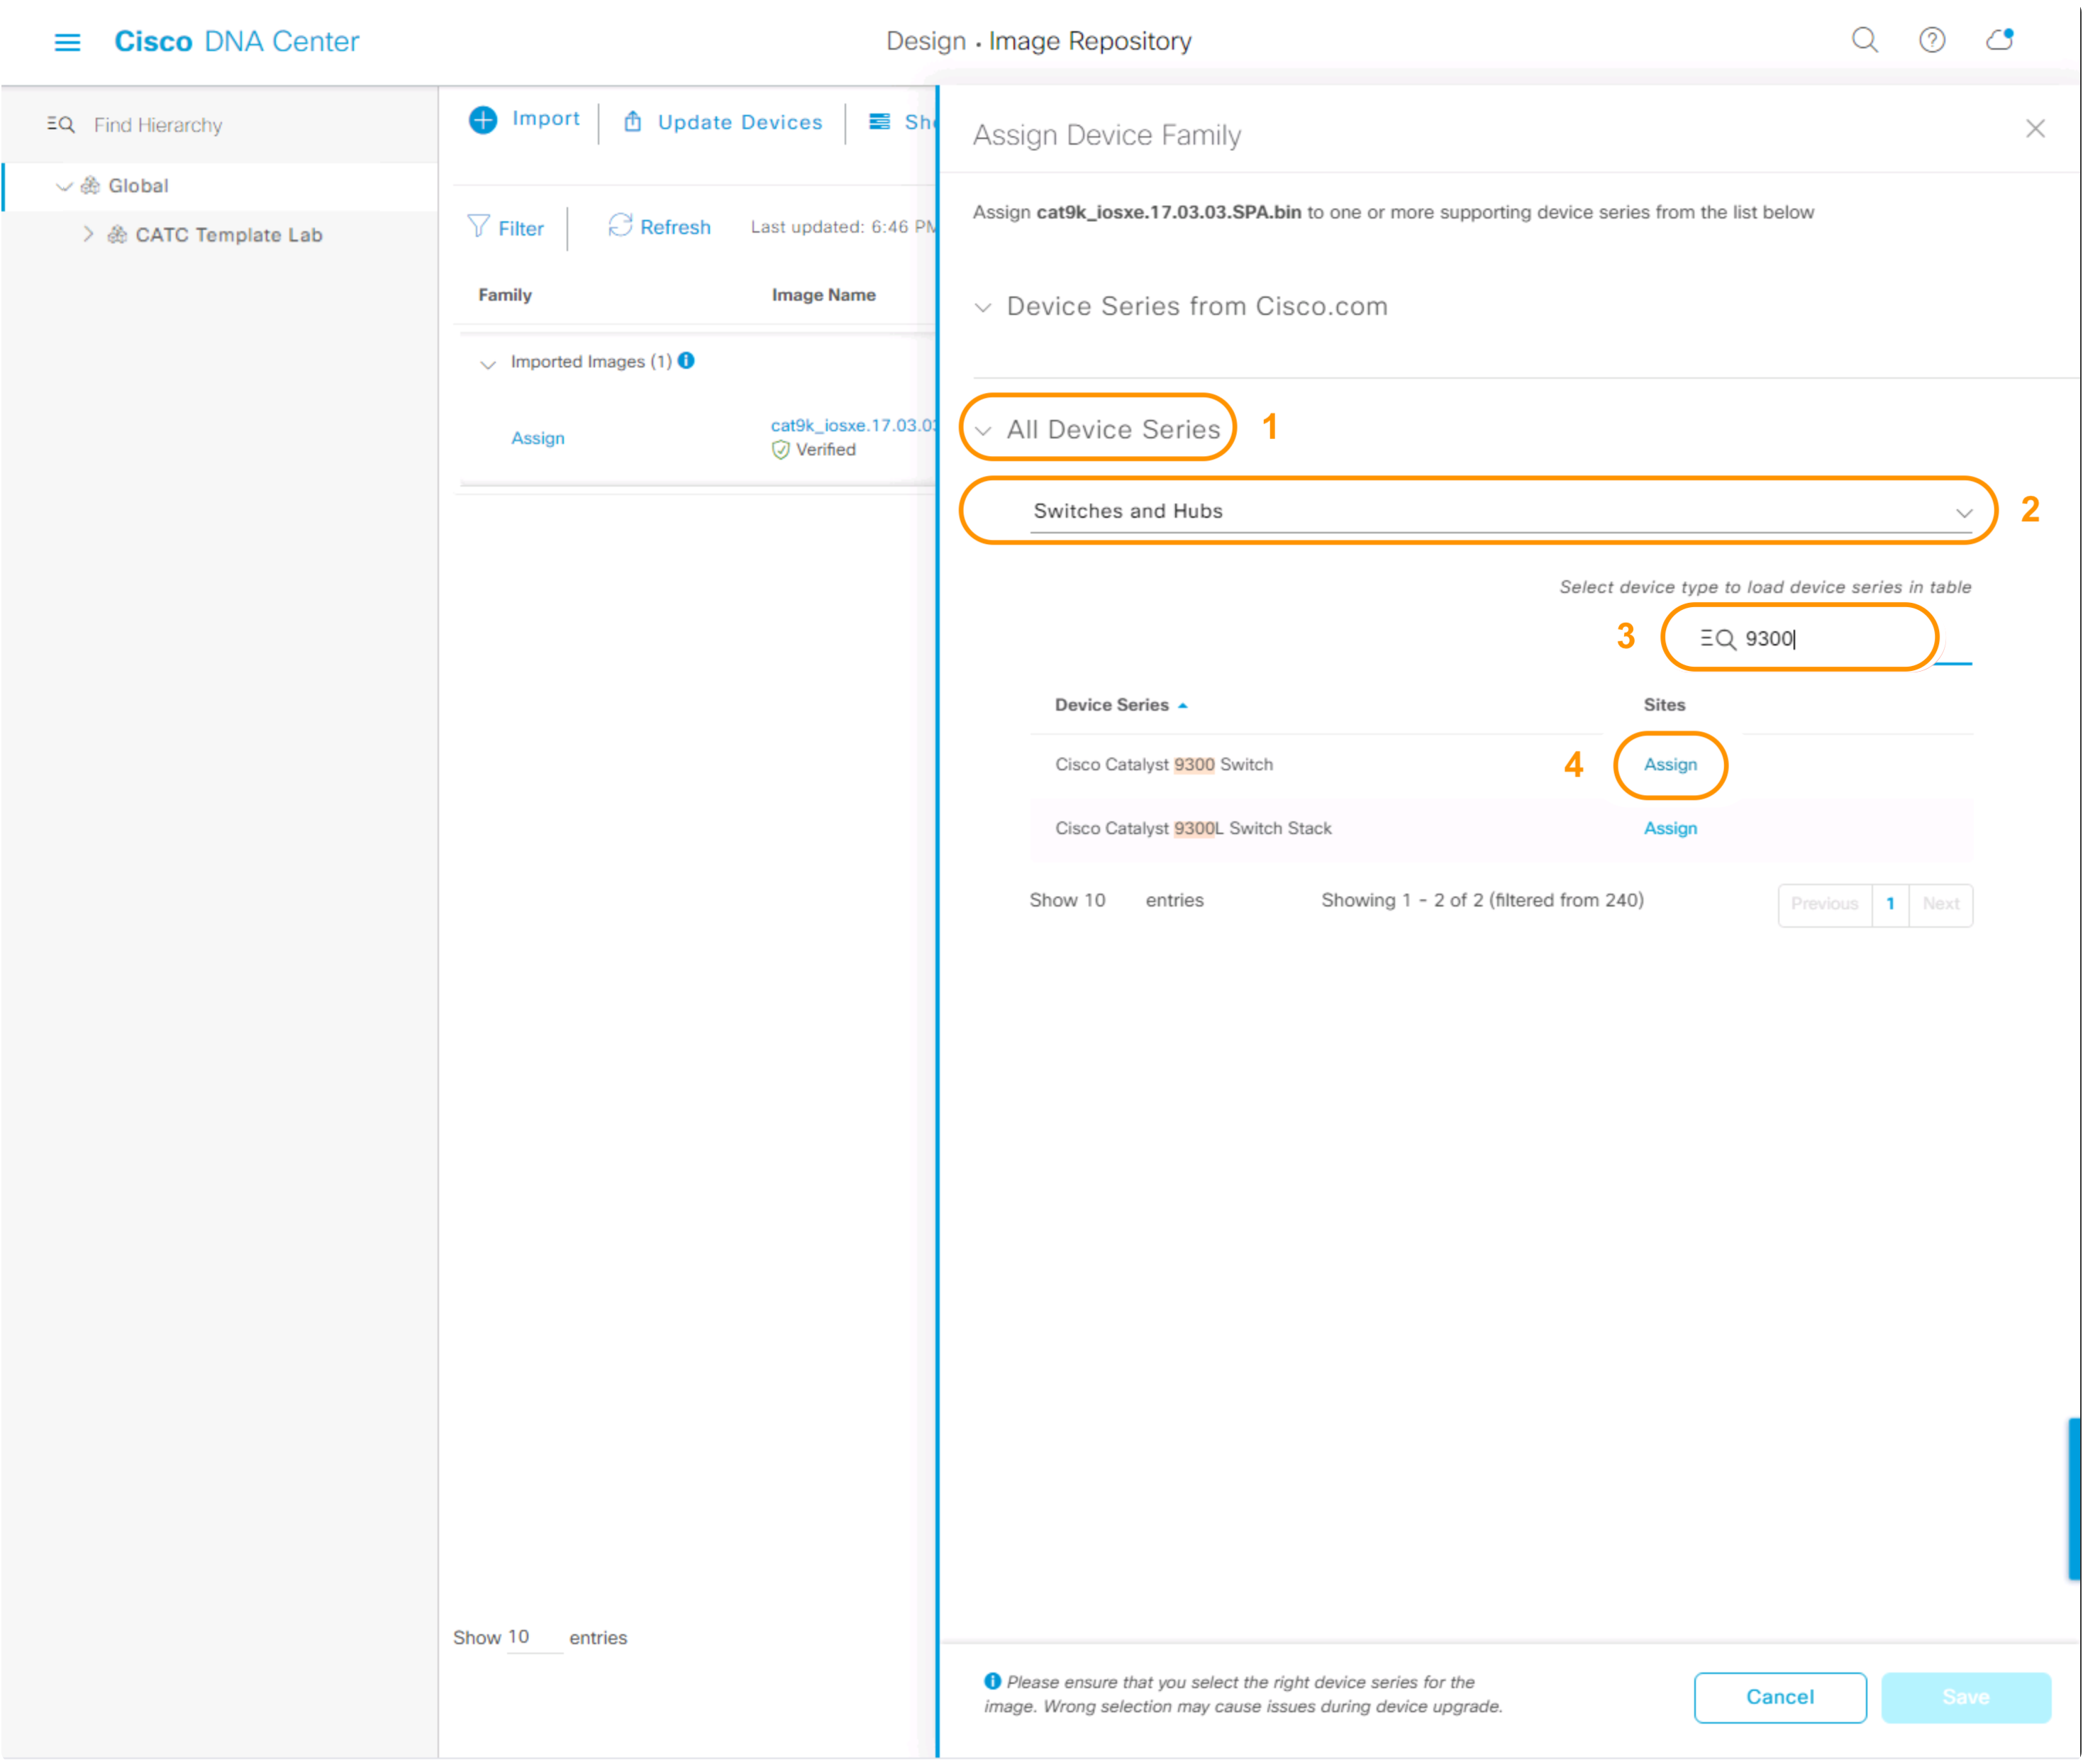 Cisco DNA Center
Design • Image Repository
Find Hierarchy
Global
CATC Template Lab
Import
Update Devices
Filter
Refresh
Last updated: 6:46
Family
Image Name
Imported Images (1)
Assign
cat9k_iosxe.17.03.0
Verified
Show 10 entries
Assign Device Family
Assign cat9k_iosxe.17.03.03.SPA.bin to one or more supporting device series from the list below
Device Series from Cisco.com
All Device Series
1
Switches and Hubs
2
Select device type to load device series in table
3
9300
Device Series
Sites
Cisco Catalyst 9300 Switch
4
Assign
Cisco Catalyst 9300L Switch Stack
Assign
Show 10 entries
Showing 1 - 2 of 2 (filtered from 240)
Previous
1
Next
Please ensure that you select the right device series for the
image. Wrong selection may cause issues during device upgrade.
Cancel
Save